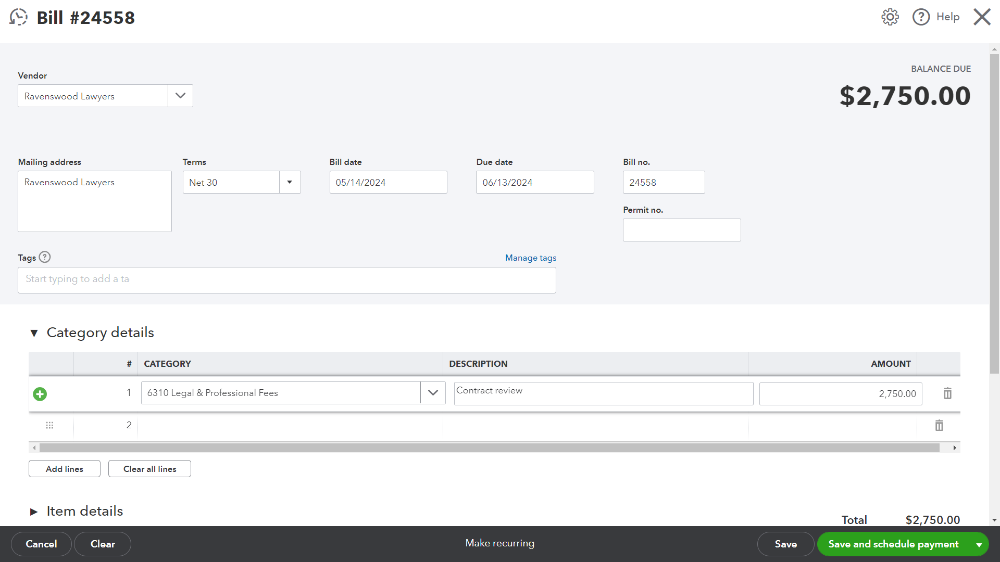 Bill #24558
Help
BALANCE DUE
$2,750.00
Vendor
Ravenswood Lawyers
Mailing address
Ravenswood Lawyers
Terms
Net 30
Bill date
05/14/2024
Due date
06/13/2024
Bill no.
24558
Permit no.
Tags
Manage tags
Start typing to add a ta
Category details
# CATEGORY DESCRIPTION AMOUNT
1 6310 Legal & Professional Fees Contract review 2,750.00
2
Add lines Clear all lines
Item details
Total $2,750.00
Cancel Clear Make recurring Save Save and schedule payment